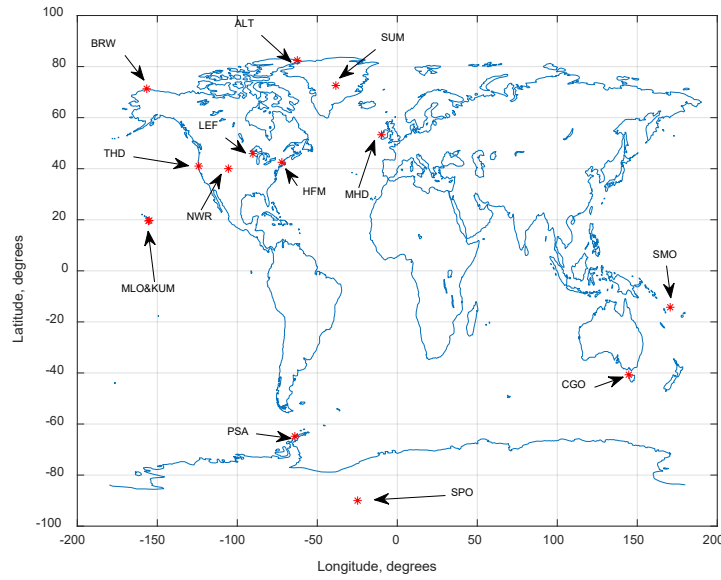 100
80
60
40
20
0
-20
-40
-60
-80
-100
Latitude, degrees
ALT
SUM
BRW
LEF
THD
HFM
MHD
NWR
MLO&KUM
SMO
CGO
PSA
SPO
-200 -150 -100 -50 0 50 100 150 200
Longitude, degrees